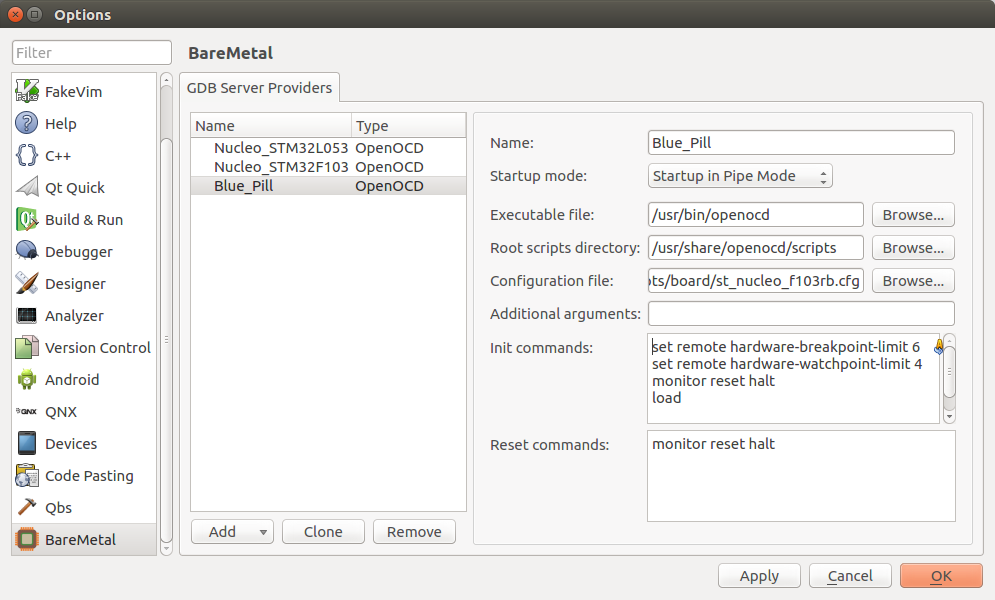 Options
Filter
BareMetal
FakeVim
Help
C++
Qt Quick
Build & Run
Debugger
Designer
Analyzer
Version Control
Android
QNX
Devices
Code Pasting
Qbs
BareMetal
GDB Server Providers
Name Type
Nucleo_STM32L053 OpenOCD
Nucleo_STM32F103 OpenOCD
Blue_Pill OpenOCD
Add Clone Remove
Name: Blue_Pill
Startup mode: Startup in Pipe Mode
Executable file: /usr/bin/openocd Browse...
Root scripts directory: /usr/share/openocd/scripts Browse...
Configuration file: ots/board/st_nucleo_f103rb.cfg Browse...
Additional arguments:
Init commands: set remote hardware-breakpoint-limit 6
set remote hardware-watchpoint-limit 4
monitor reset halt
load
Reset commands: monitor reset halt
Apply Cancel OK